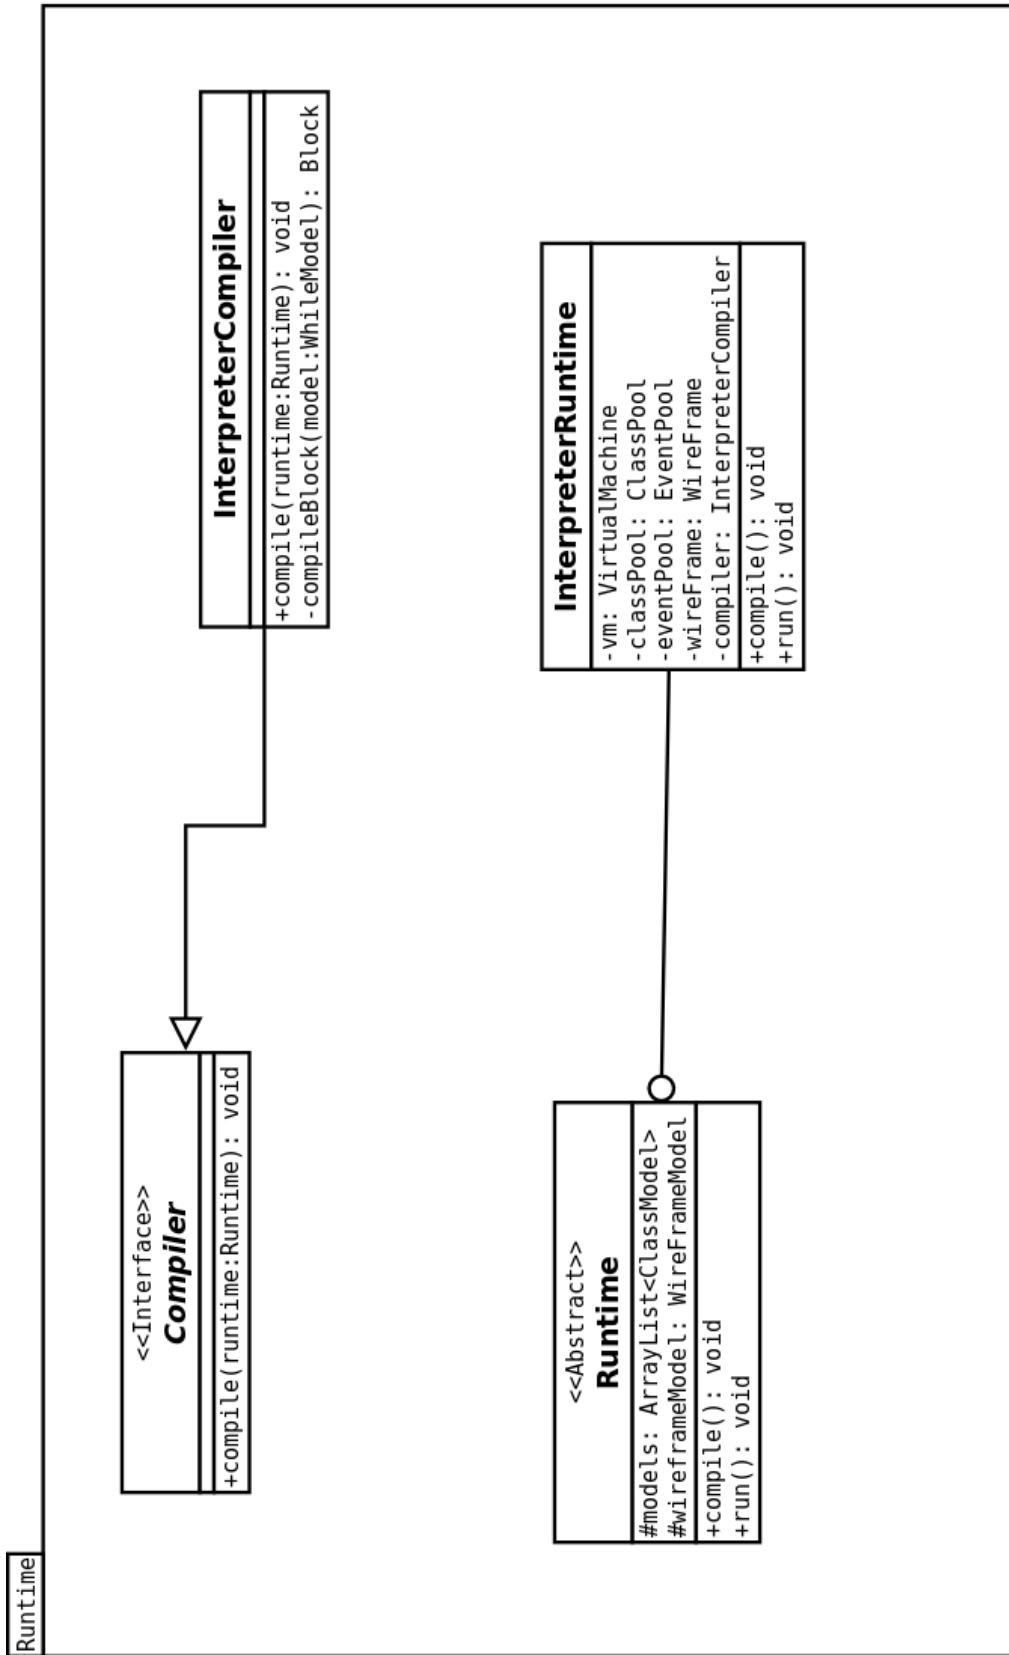 Runtime
<<Interface>>
Compiler
+compile(runtime:Runtime): void
InterpreterCompiler
+compile(runtime:Runtime): void
-compileBlock(model:WhileModel): Block
<<Abstract>>
Runtime
#models: ArrayList<ClassModel>
#wireframeModel: WireFrameModel
+compile(): void
+run(): void
InterpreterRuntime
-vm: VirtualMachine
-classPool: ClassPool
-eventPool: EventPool
-wireFrame: WireFrame
-compiler: InterpreterCompiler
+compile(): void
+run(): void